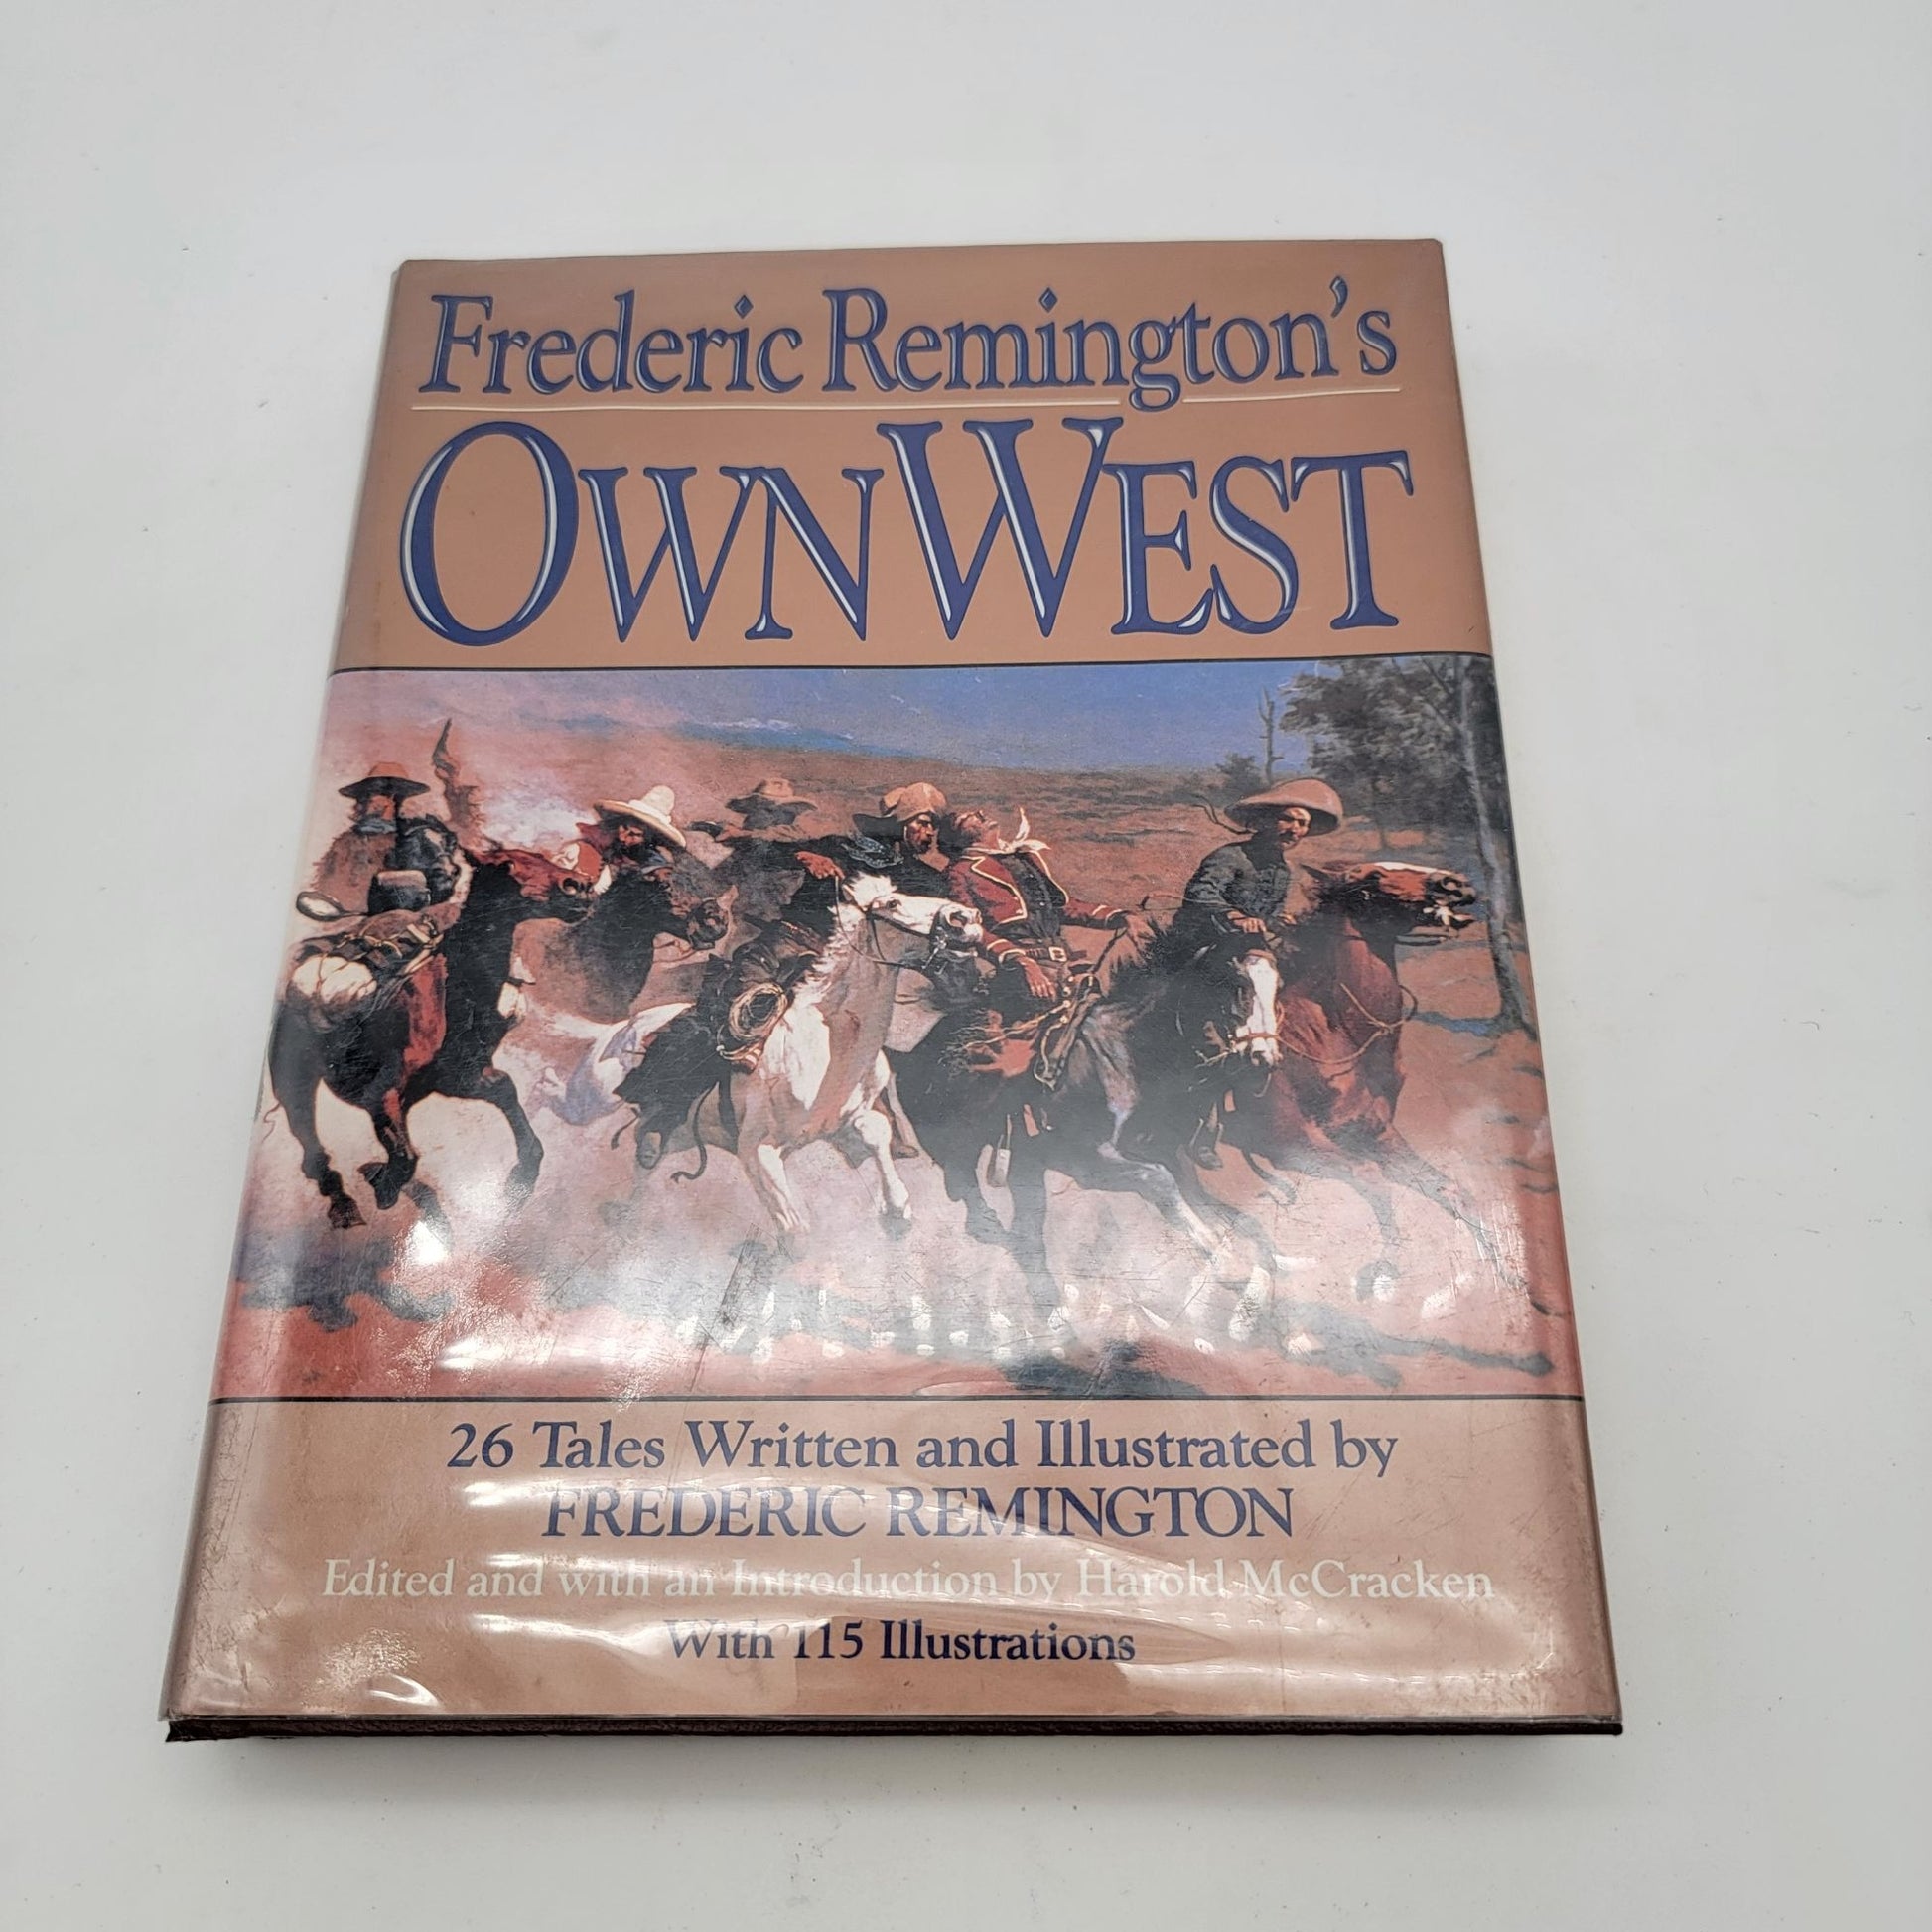 Frederic Remington's
OWN WEST
26 Tales Written and Illustrated by
FREDERIC REMINGTON
Edited and with an Introduction by Harold McCracken
With 115 Illustrations